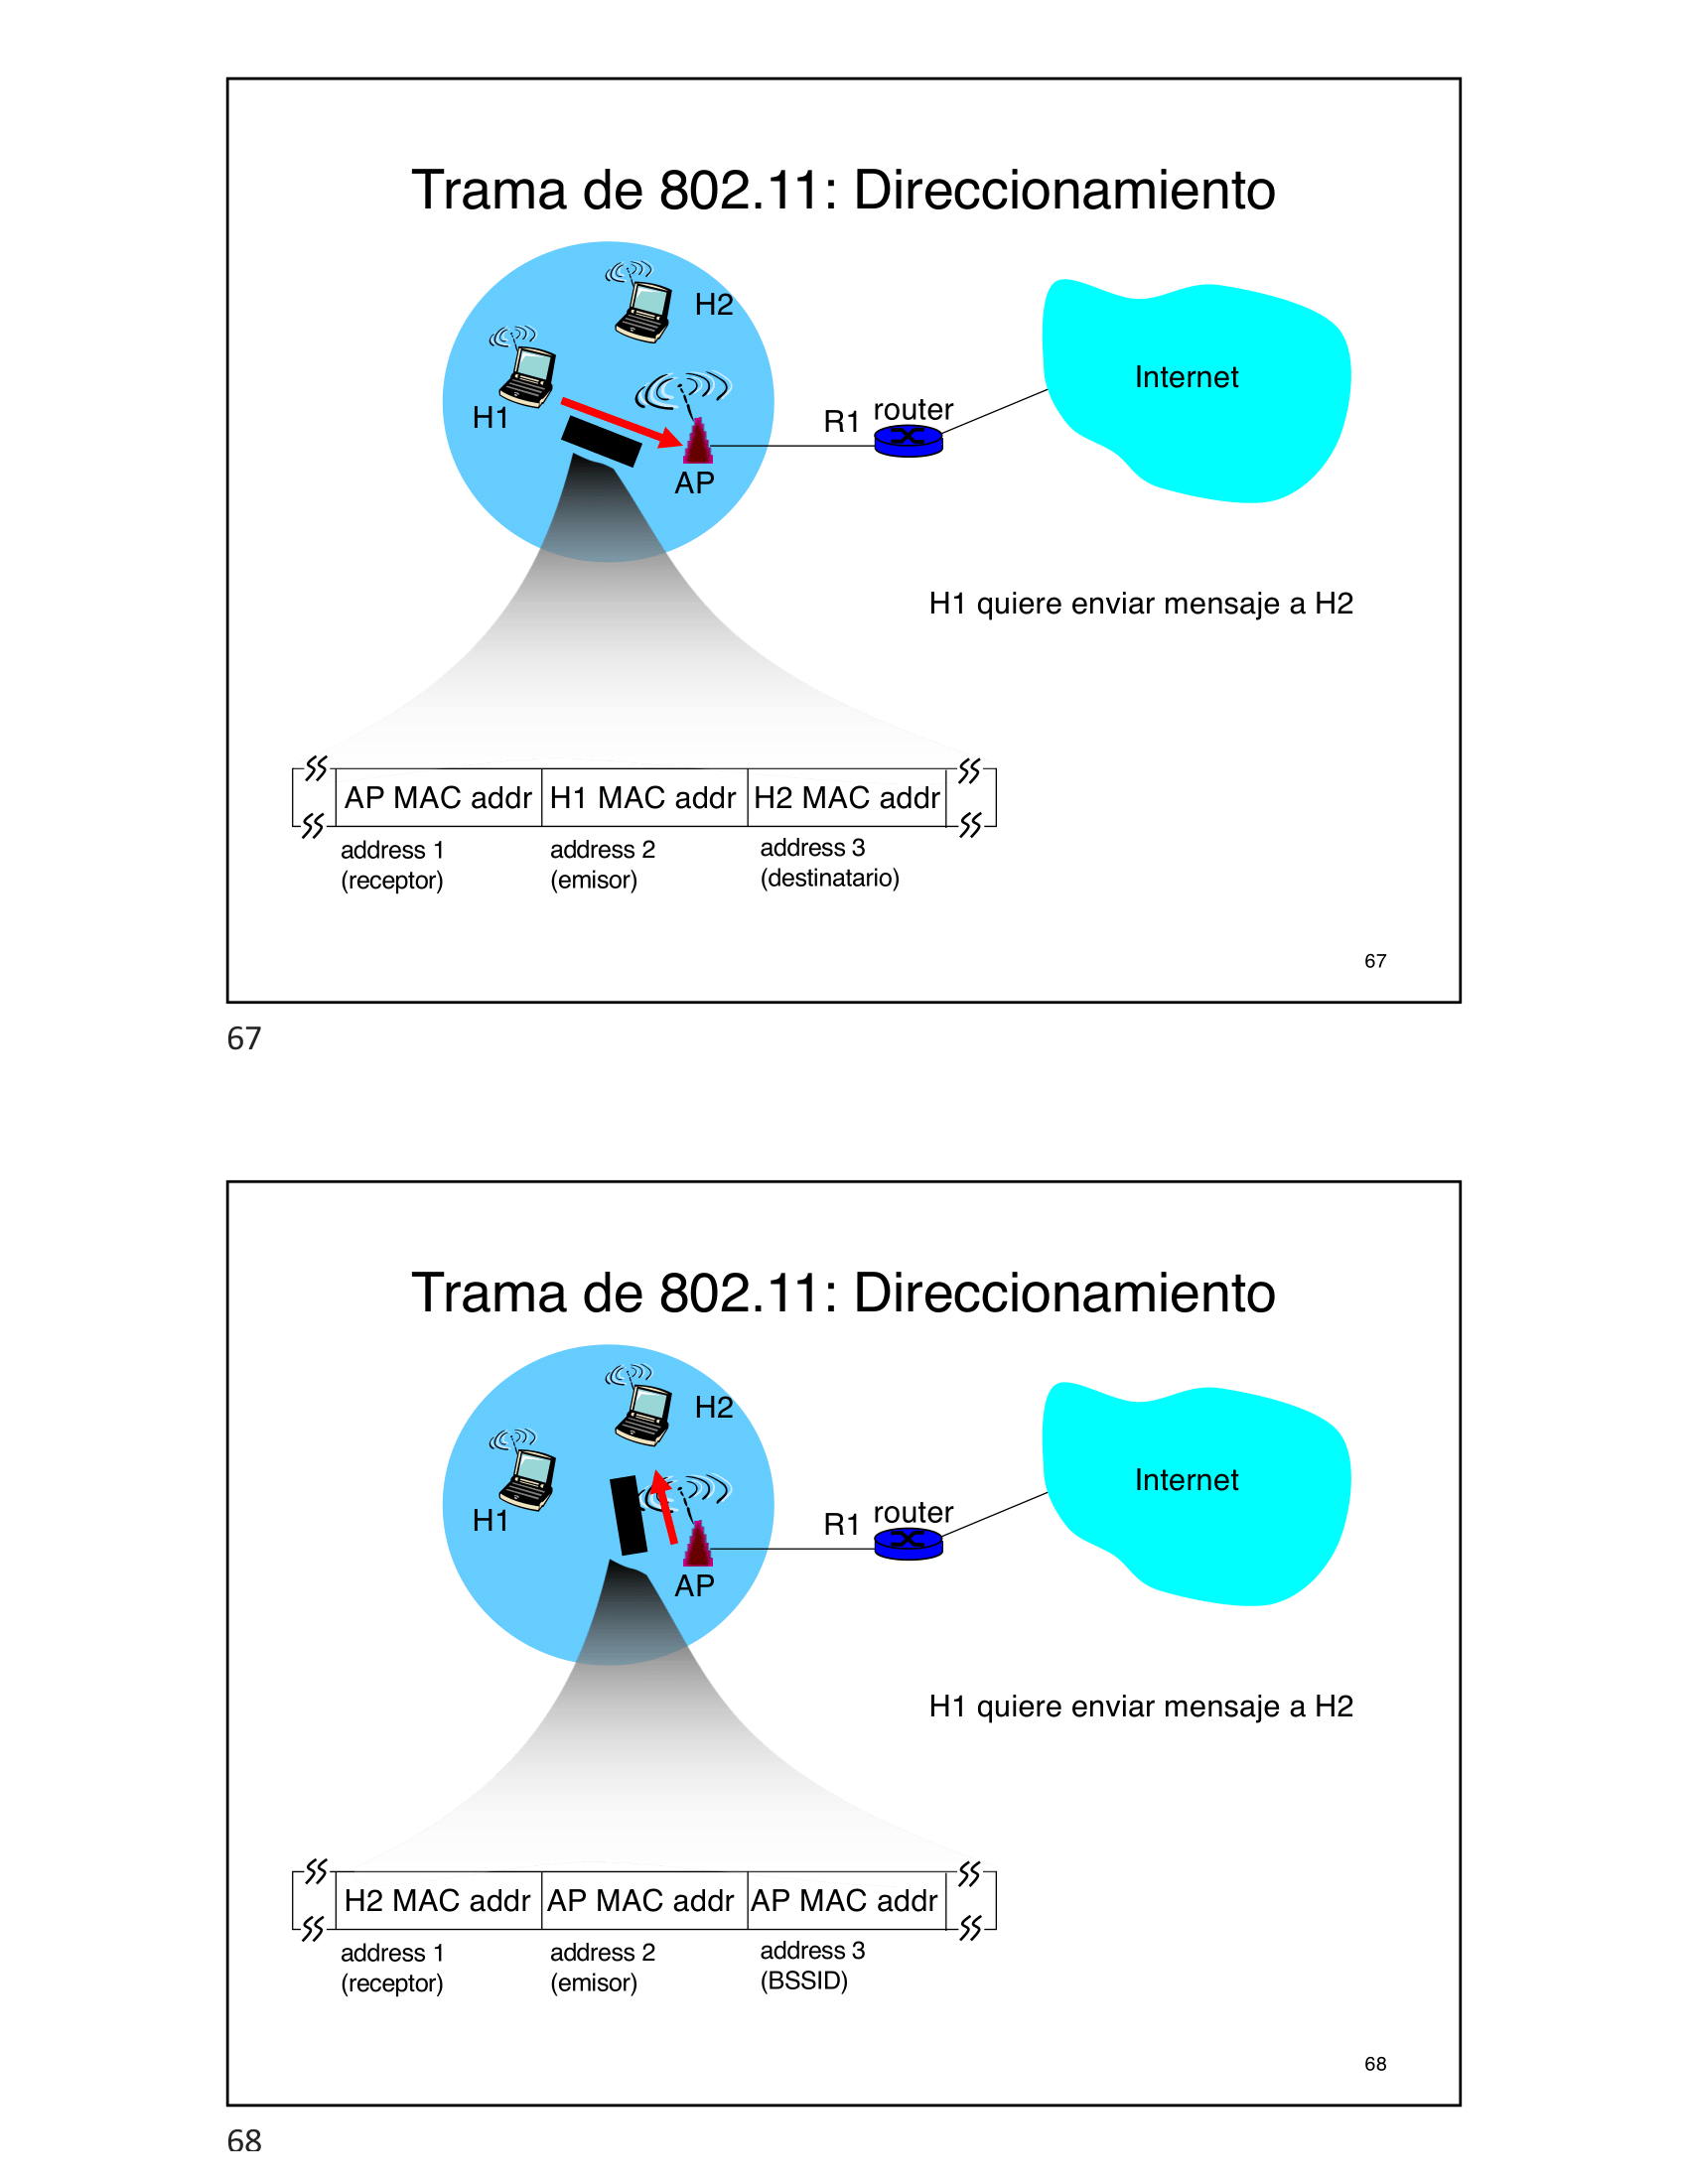 Trama de 802.11: Direccionamiento
H2
H1
AP
R1
router
Internet
H1 quiere enviar mensaje a H2
AP MAC addr H1 MAC addr H2 MAC addr
address 1 address 2 address 3
(receptor) (emisor) (destinatario)
67
67
Trama de 802.11: Direccionamiento
H2
H1
AP
R1
router
Internet
H1 quiere enviar mensaje a H2
H2 MAC addr AP MAC addr AP MAC addr
address 1 address 2 address 3
(receptor) (emisor) (BSSID)
68
68